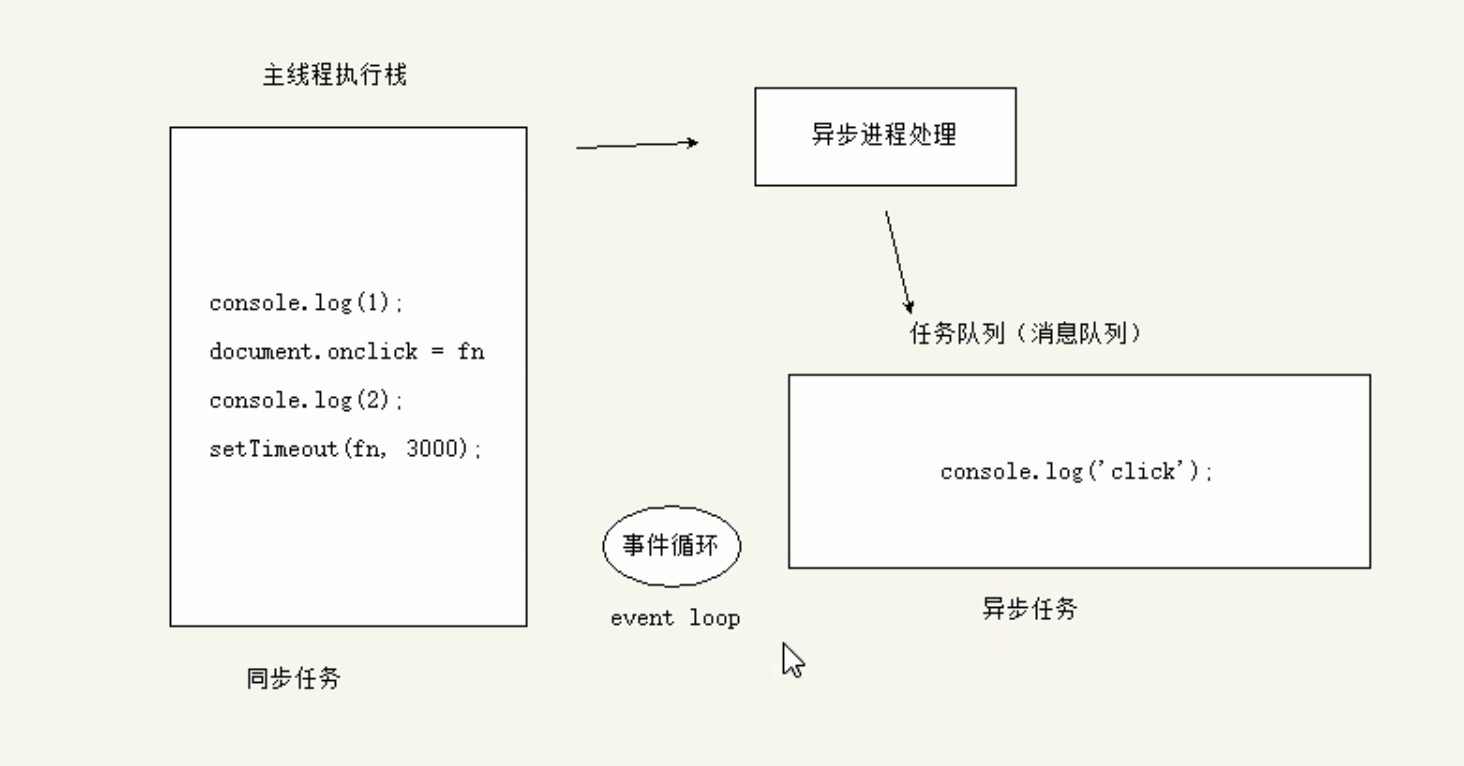 主线程执行栈
console.log(1);
document.onclick = fn
console.log(2);
setTimeout(fn, 3000);
同步任务
异步进程处理
任务队列（消息队列）
console.log('click');
异步任务
事件循环
event loop